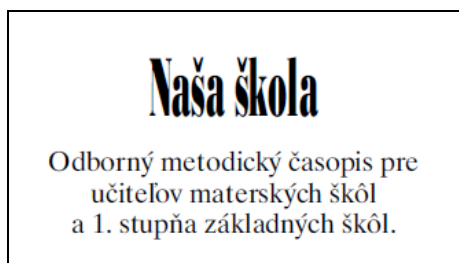 Naša škola
Odborný metodický časopis pre
učiteľov materských škôl
a 1. stupňa základných škôl.